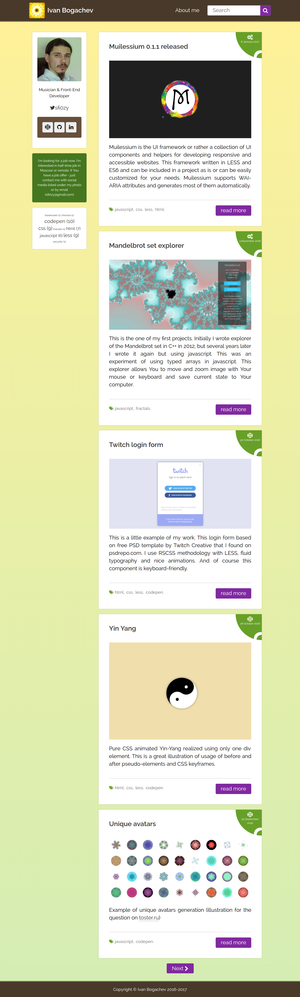 Ivan Bogachev
About me
Search
Musician & Front-End
Developer
I'm looking for a job now. I'm
interested in
Muilessium 0.1.1 released
Muilessium is the UI framework or rather a collection of UI
components and helpers for developing responsive and
accessible websites. This framework written in LESS and
ES6 and can be included in a project as is or can be easily
customized for your needs. Muilessium supports WAI-
ARIA attributes and generates most of them automatically.
javascript css less html
read more
Mandelbrot set explorer
This is the one of my first projects. Initially I wrote explorer
of the Mandelbrot set in C++ in 2012, but several years later
I wrote it again but using javascript. This was an
experiment of using typed arrays in javascript. This
explorer allows You to move and zoom image with Your
mouse or keyboard and save current state to Your
computer.
javascript fractals
read more
Twitch login form
twitch
This is a little example of my work. This login form based
on free PSD template by Twitch Creative that I found on
psdrepo.com. I use RSCSS methodology with LESS, fluid
typography and nice animations. And of course this
component is keyboard-friendly.
html css less codepen
read more
Yin Yang
Pure CSS animated Yin-Yang realized using only one div
element. This is a great illustration of usage of before and
after pseudo-elements and CSS keyframes.
html css less codepen
read more
Unique avatars
Example of unique avatars generation (illustration for the
question on toster.ru)
javascript codepen
read more
Next
Copyright © Ivan Bogachev 2016-2017